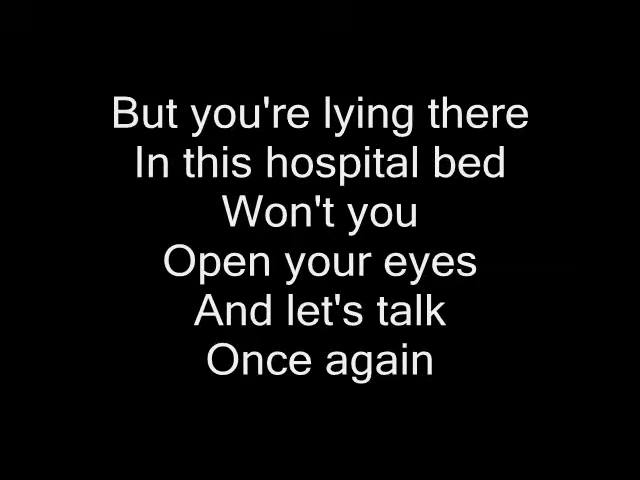 But you're lying there
In this hospital bed
Won't you
Open your eyes
And let's talk
Once again